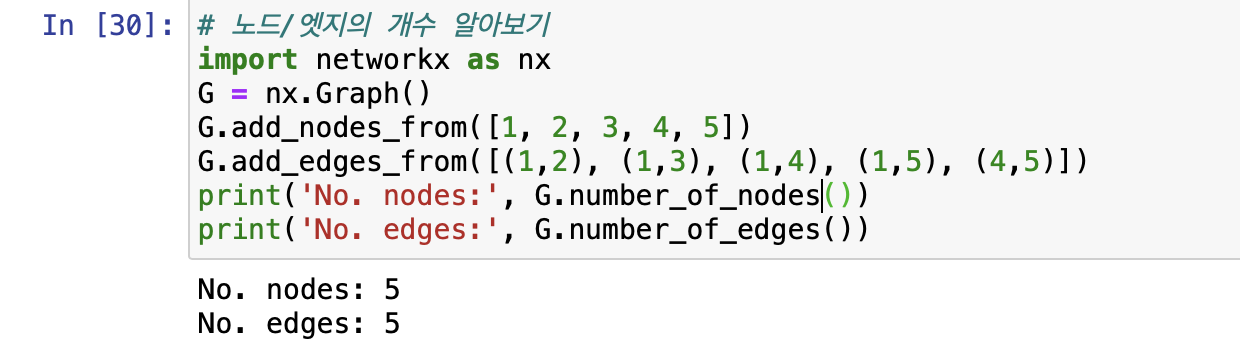 In [30]: # 노드/엣지의 개수 알아보기
import networkx as nx
G = nx.Graph()
G.add_nodes_from([1, 2, 3, 4, 5])
G.add_edges_from([(1,2), (1,3), (1,4), (1,5), (4,5)])
print('No. nodes:', G.number_of_nodes())
print('No. edges:', G.number_of_edges())
No. nodes: 5
No. edges: 5